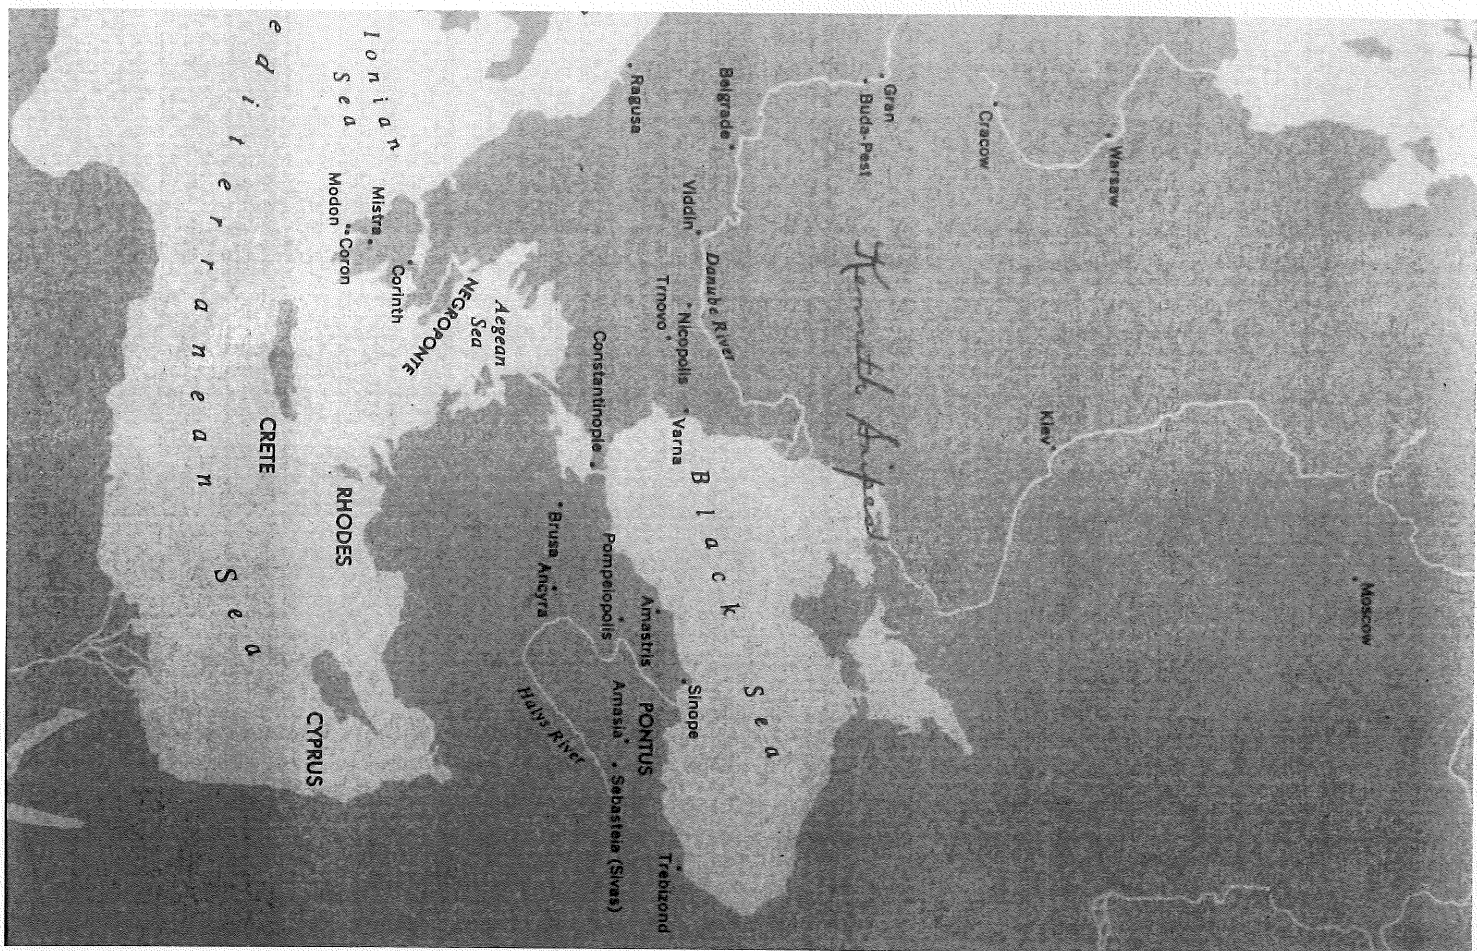 Moscow
Warsaw
Kiev
Cracow
Gran
Buda-Pest
Kenneth Snipes
Belgrade
Black Sea
Danube River
Viddin
Nicopolis
Trnovo
Varna
Sinope
Trebizond
Ragusa
Amastris
PONTUS
Pompeiopolis
Amasia
Sebasteia (Sivas)
Constantinople
Brusa
Ancyra
Halys River
Aegean
Sea
NEGROPONTE
Ionian
Sea
Corinth
Mistra
Modon
Coron
RHODES
CYPRUS
CRETE
editerranean Sea